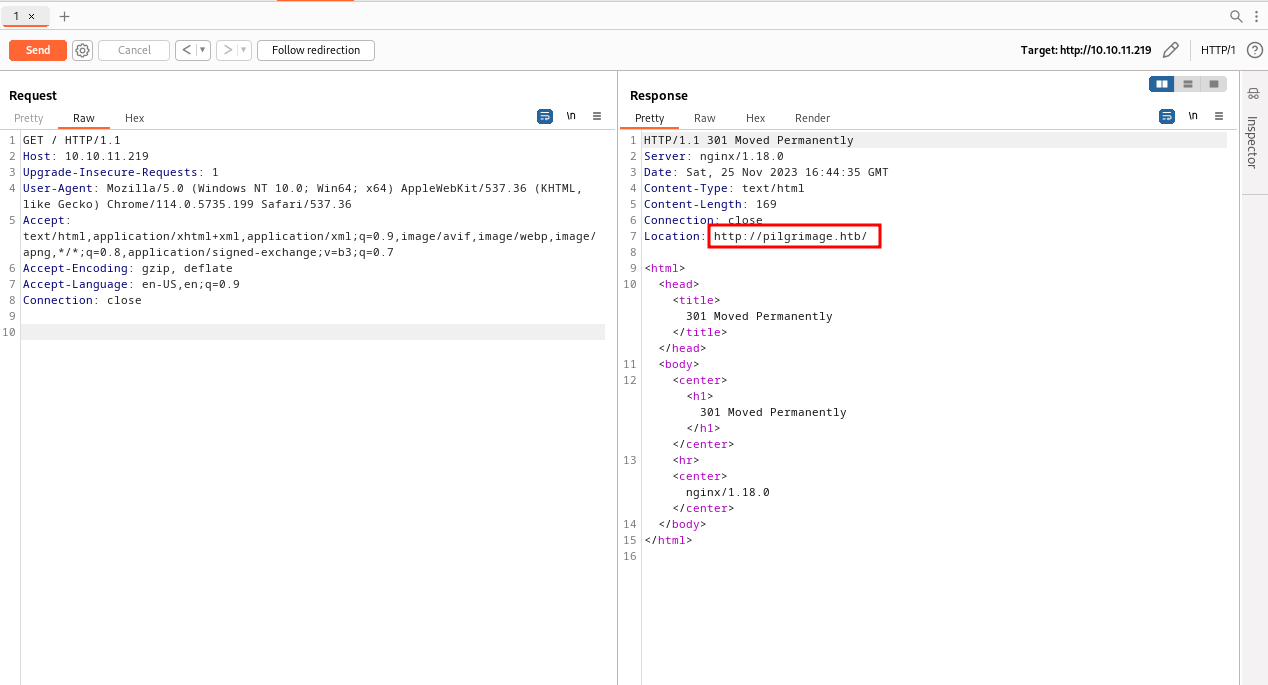 1 ×
Send
Cancel
<
>
Follow redirection
Target: http://10.10.11.219
HTTP/1
?
Request
Pretty
Raw
Hex
\n
1 GET / HTTP/1.1
2 Host: 10.10.11.219
3 Upgrade-Insecure-Requests: 1
4 User-Agent: Mozilla/5.0 (Windows NT 10.0; Win64; x64) AppleWebKit/537.36 (KHTML,
like Gecko) Chrome/114.0.5735.199 Safari/537.36
5 Accept:
text/html,application/xhtml+xml,application/xml;q=0.9,image/avif,image/webp,image/
apng,*/*;q=0.8,application/signed-exchange;v=b3;q=0.7
6 Accept-Encoding: gzip, deflate
7 Accept-Language: en-US,en;q=0.9
8 Connection: close
9
10
Response
Pretty
Raw
Hex
Render
\n
1 HTTP/1.1 301 Moved Permanently
2 Server: nginx/1.18.0
3 Date: Sat, 25 Nov 2023 16:44:35 GMT
4 Content-Type: text/html
5 Content-Length: 169
6 Connection: close
7 Location: http://pilgrimage.htb/
8
9 <html>
10 <head>
<title>
301 Moved Permanently
</title>
</head>
11 <body>
12 <center>
<h1>
301 Moved Permanently
</h1>
</center>
13 <hr>
<center>
nginx/1.18.0
</center>
14 </body>
15 </html>
16
Inspector